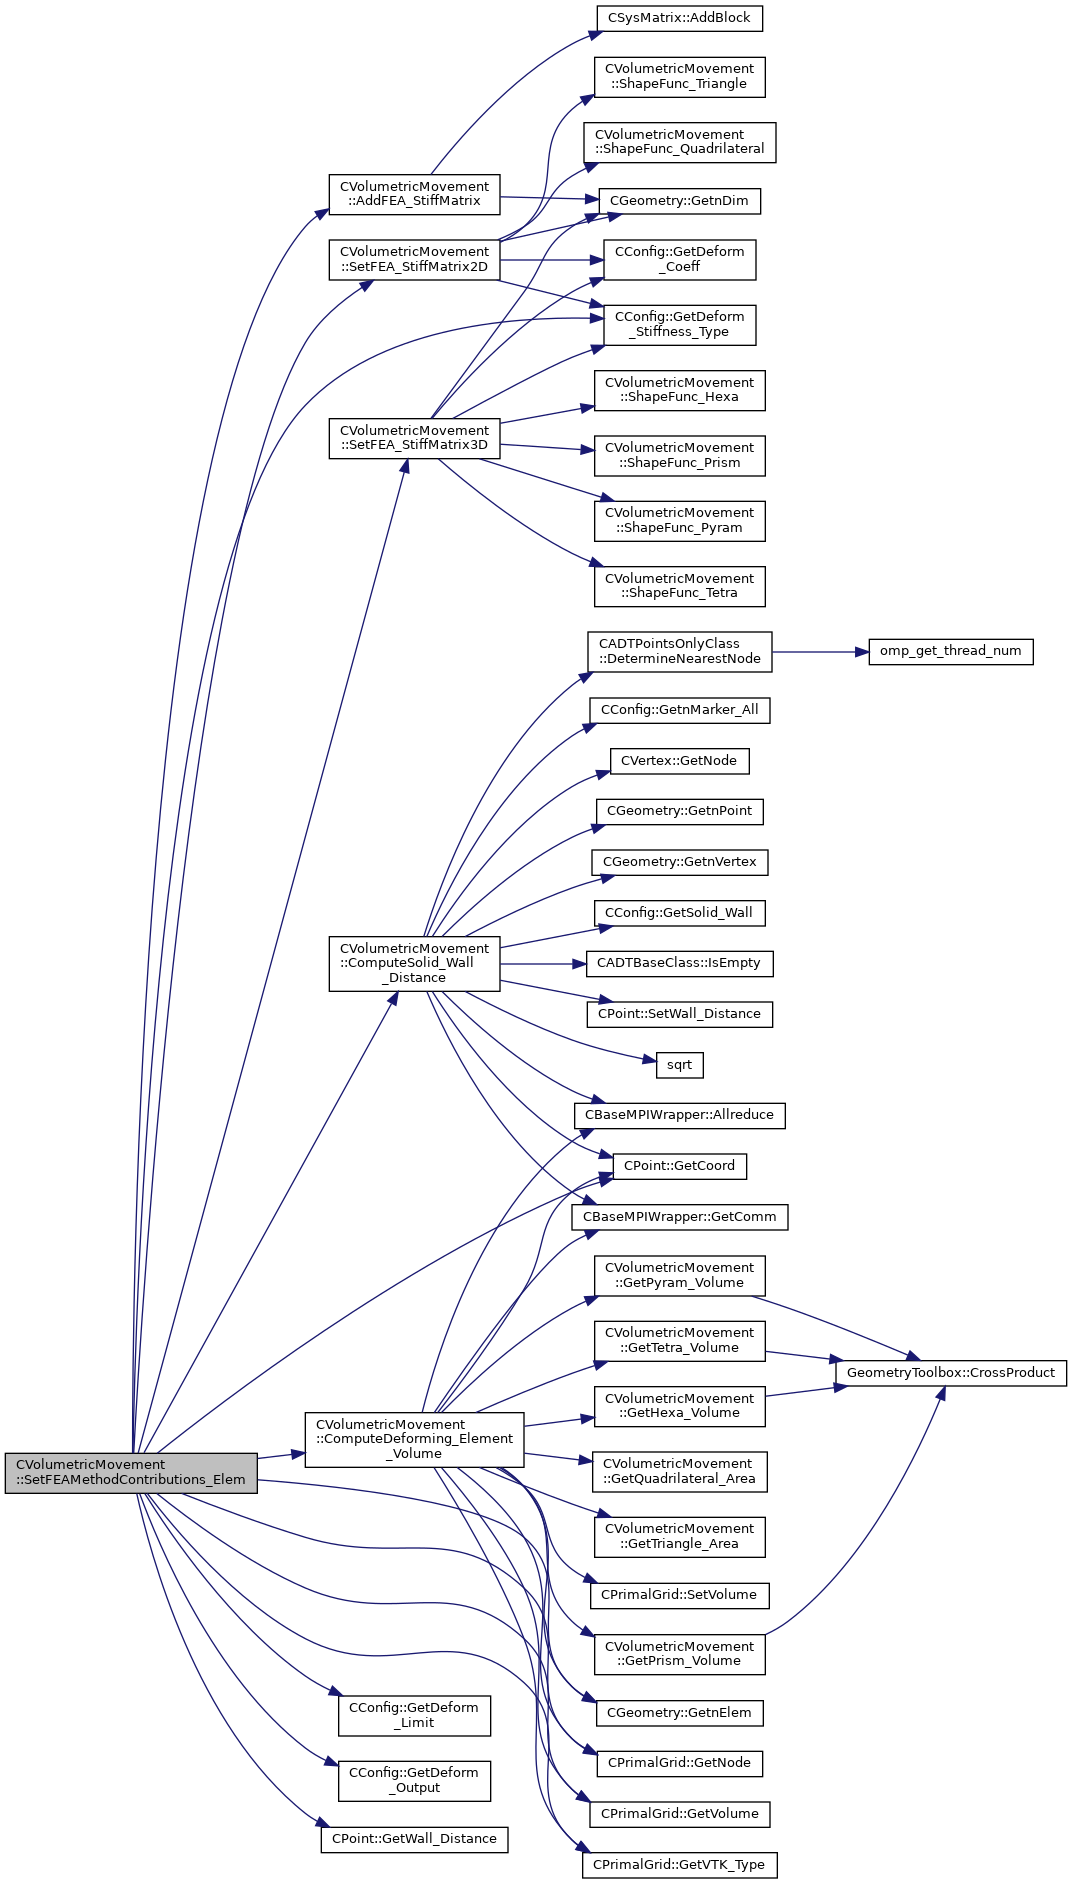 CSysMatrix::AddBlock
CVolumetricMovement
::ShapeFunc_Triangle
CVolumetricMovement
::ShapeFunc_Quadrilateral
CVolumetricMovement
::AddFEA_StiffMatrix
CGeometry::GetnDim
CVolumetricMovement
::SetFEA_StiffMatrix2D
CConfig::GetDeform
_Coeff
CConfig::GetDeform
_Stiffness_Type
CVolumetricMovement
::ShapeFunc_Hexa
CVolumetricMovement
::SetFEA_StiffMatrix3D
CVolumetricMovement
::ShapeFunc_Prism
CVolumetricMovement
::ShapeFunc_Pyram
CVolumetricMovement
::ShapeFunc_Tetra
CADTPointsOnlyClass
::DetermineNearestNode
omp_get_thread_num
CConfig::GetnMarker_All
CVertex::GetNode
CGeometry::GetnPoint
CGeometry::GetnVertex
CConfig::GetSolid_Wall
CVolumetricMovement
::ComputeSolid_Wall
_Distance
CADTBaseClass::IsEmpty
CPoint::SetWall_Distance
sqrt
CBaseMPIWrapper::Allreduce
CPoint::GetCoord
CBaseMPIWrapper::GetComm
CVolumetricMovement
::GetPyram_Volume
CVolumetricMovement
::GetTetra_Volume
GeometryToolbox::CrossProduct
CVolumetricMovement
::GetHexa_Volume
CVolumetricMovement
::ComputeDeforming_Element
_Volume
CVolumetricMovement
::SetFEAMethodContributions_Elem
CVolumetricMovement
::GetQuadrilateral_Area
CVolumetricMovement
::GetTriangle_Area
CPrimalGrid::SetVolume
CVolumetricMovement
::GetPrism_Volume
CConfig::GetDeform
_Limit
CGeometry::GetnElem
CPrimalGrid::GetNode
CConfig::GetDeform
_Output
CPrimalGrid::GetVolume
CPoint::GetWall_Distance
CPrimalGrid::GetVTK_Type